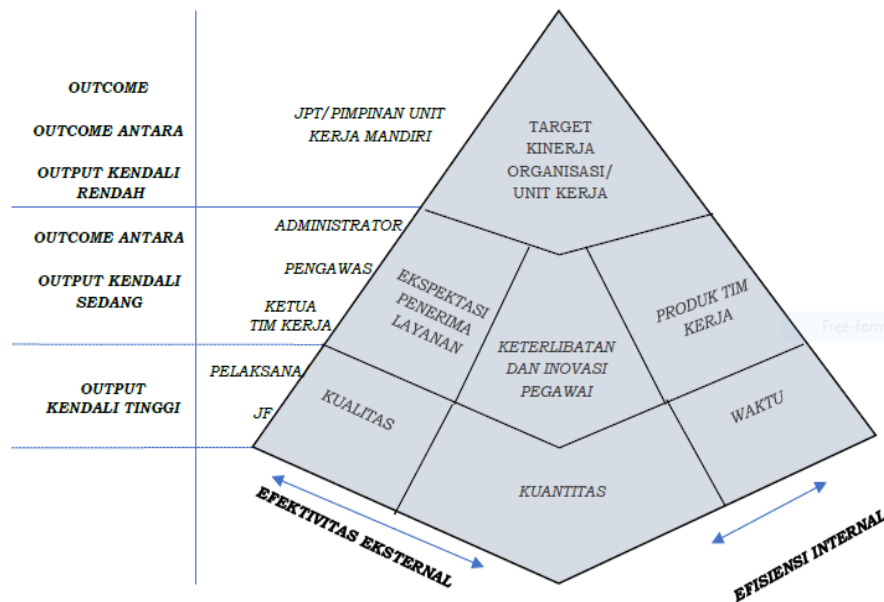 OUTCOME
OUTCOME ANTARA
OUTPUT KENDALI
RENDAH
JPT/PIMPINAN UNIT
KERJA MANDIRI
TARGET
KINERJA
ORGANISASI/
UNIT KERJA
OUTCOME ANTARA
OUTPUT KENDALI
SEDANG
ADMINISTRATOR
PENGAWAS
KETUA
TIM KERJA
EKSPEKTASI
PENERIMA
LAYANAN
KETERLIBATAN
DAN INOVASI
PEGAWAI
PRODUK TIM
KERJA
Free-form
OUTPUT
KENDALI TINGGI
PELAKSANA
JF
KUALITAS
KUANTITAS
WAKTU
EFEKTIVITAS EKSTERNAL
EFISIENSI INTERNAL